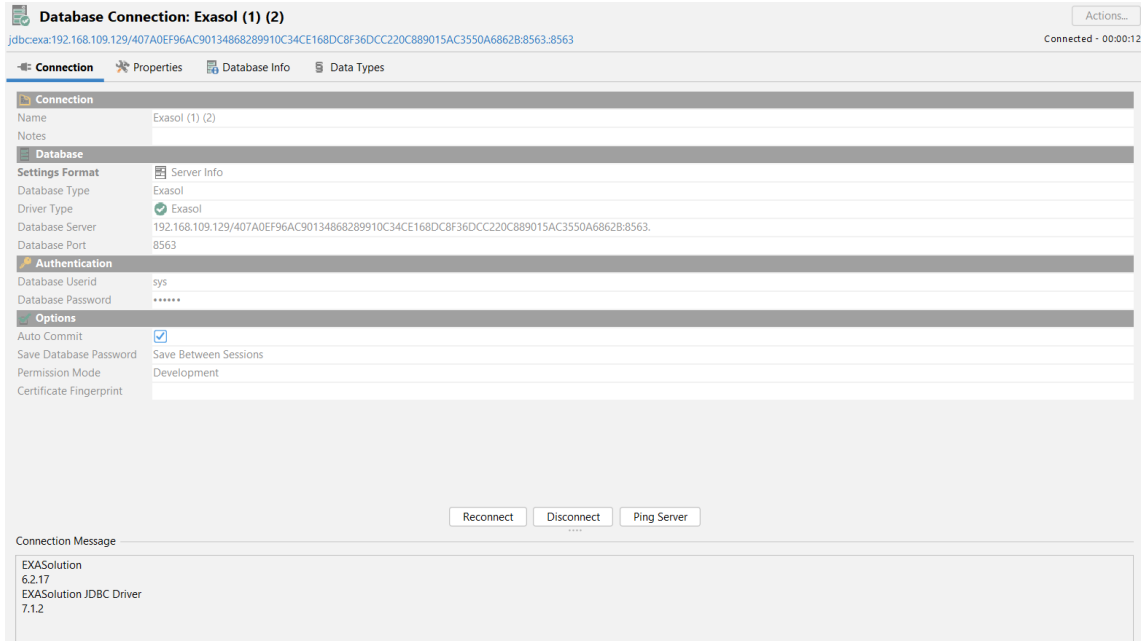 Database Connection: Exasol (1) (2)
Actions...
jdbc:exa:192.168.109.129/407A0EF96AC90134868289910C34CE168DC8F36DCC220C889015AC3550A6862B:8563.:8563
Connected - 00:00:12
Connection Properties Database Info Data Types
Connection
Name Exasol (1) (2)
Notes
Database
Settings Format Server Info
Database Type Exasol
Driver Type Exasol
Database Server 192.168.109.129/407A0EF96AC90134868289910C34CE168DC8F36DCC220C889015AC3550A6862B:8563.
Database Port 8563
Authentication
Database Userid sys
Database Password ••••••
Options
Auto Commit
Save Database Password Save Between Sessions
Permission Mode Development
Certificate Fingerprint
Reconnect Disconnect Ping Server
Connection Message
EXASolution
6.2.17
EXASolution JDBC Driver
7.1.2